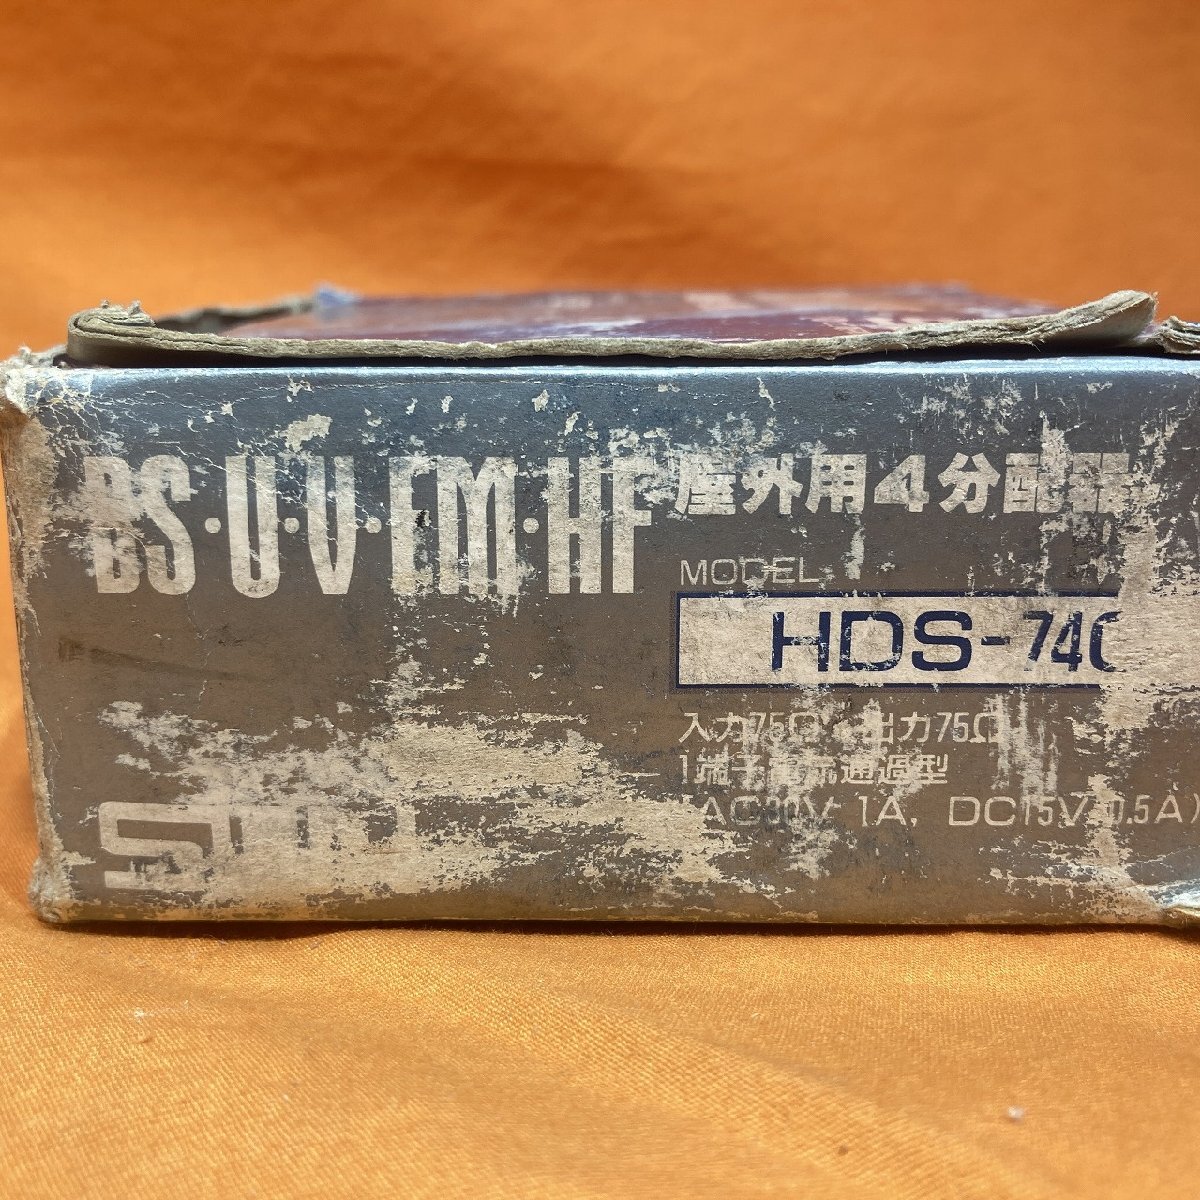 BS·U·V·FM·HF
屋外用4分配器
MODEL
HDS-740
入力75Ω 出力75Ω
1端子電流通過型
(AC30V 1A, DC15V 0.5A)